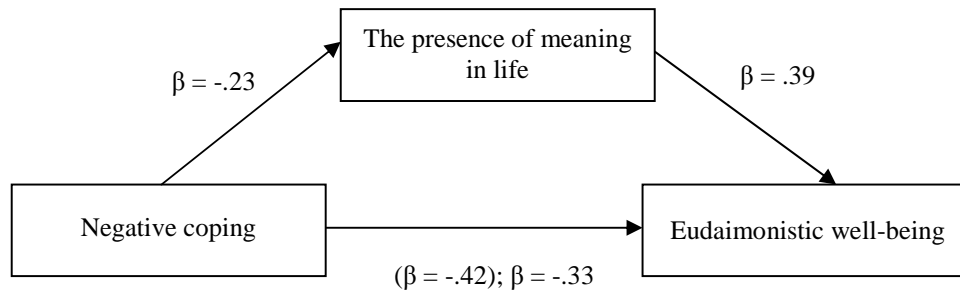 The presence of meaning
in life
β = -.23
β = .39
Negative coping
Eudaimonistic well-being
(β = -.42); β = -.33